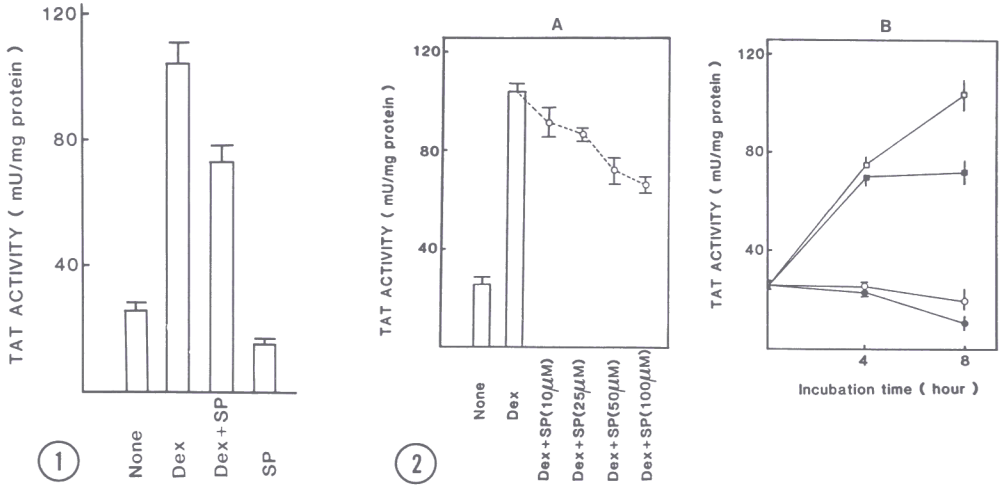 120
80
40
TAT ACTIVITY ( mU/mg protein )
None
Dex
Dex + SP
SP
1
A
120
80
40
TAT ACTIVITY ( mU/mg protein )
None
Dex
Dex+SP(10μM)
Dex+SP(25μM)
Dex+SP(50μM)
Dex+SP(100μM)
2
B
120
80
40
TAT ACTIVITY ( mU/mg protein )
4
8
Incubation time ( hour )